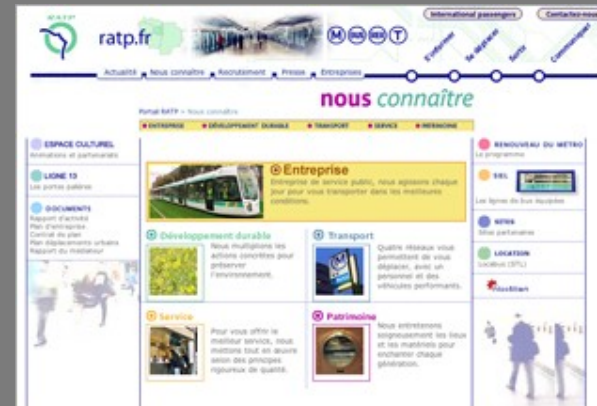 RATP
ratp.fr
M BUS RER T
International passengers
Contactez-nous
S'informer
Se déplacer
Sortir
Communiquer
Actualité
Nous connaître
Recrutement
Presse
Entreprises
nous connaître
Portail RATP > Nous connaître
ENTREPRISE
DÉVELOPPEMENT DURABLE
TRANSPORT
SERVICE
PATRIMOINE
ESPACE CULTUREL
Animations et partenariats
LIGNE 13
Les portes palières
DOCUMENTS
Rapport d'activité
Plan d'entreprise
Contrat du plan
Plan déplacements urbains
Rapport du médiateur
Entreprise
Entreprise de service public, nous agissons chaque
jour pour vous transporter dans les meilleures
conditions.
Développement durable
Nous multiplions les
actions concrètes pour
préserver
l'environnement.
Transport
Quatre réseaux vous
permettent de vous
déplacer, avec un
personnel et des
véhicules performants.
Service
Pour vous offrir le
meilleur service, nous
mettons tout en œuvre
selon des principes
rigoureux de qualité.
Patrimoine
Nous entretenons
soigneusement les lieux
et les matériels pour
enchanter chaque
génération.
RENOUVEAU DU MÉTRO
Le programme
SIEL
Les lignes de bus équipées
SITES
Sites partenaires
LOCATION
Locabus (STL)